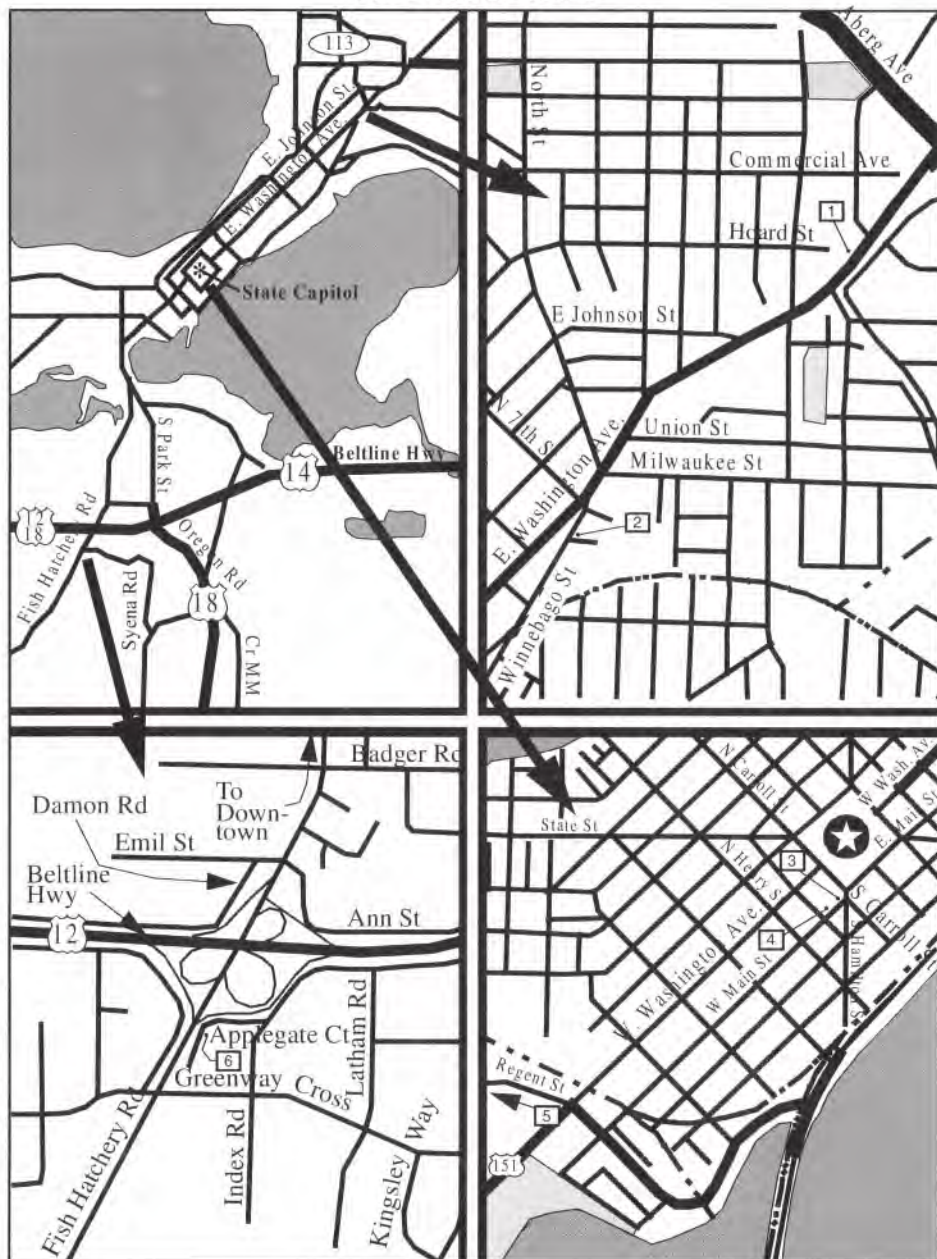 113
E. Johnson St
E. Washington Ave.
State Capitol
S Park St
Beltline Hwy
14
12
18
Fish Hatchery Rd
Oregon Rd
Syena Rd
18
Cr MM
Aberg Ave
North St
Commercial Ave
1
Hoard St
E Johnson St
N 7th St
Union St
E. Washington Ave.
Milwaukee St
2
Winnebago St
Badger Rd
To
Down-
town
Damon Rd
Emil St
Beltline
Hwy
12
Ann St
Applegate Ct
6
Greenway Cross
Latham Rd
Fish Hatchery Rd
Index Rd
Kingsley Way
N Carroll St
W Wash. Av.
State St
E. Main St
N Henry S
3
S Carroll
4
W. Washington Ave.
W Main St
S
Regent St
5
151